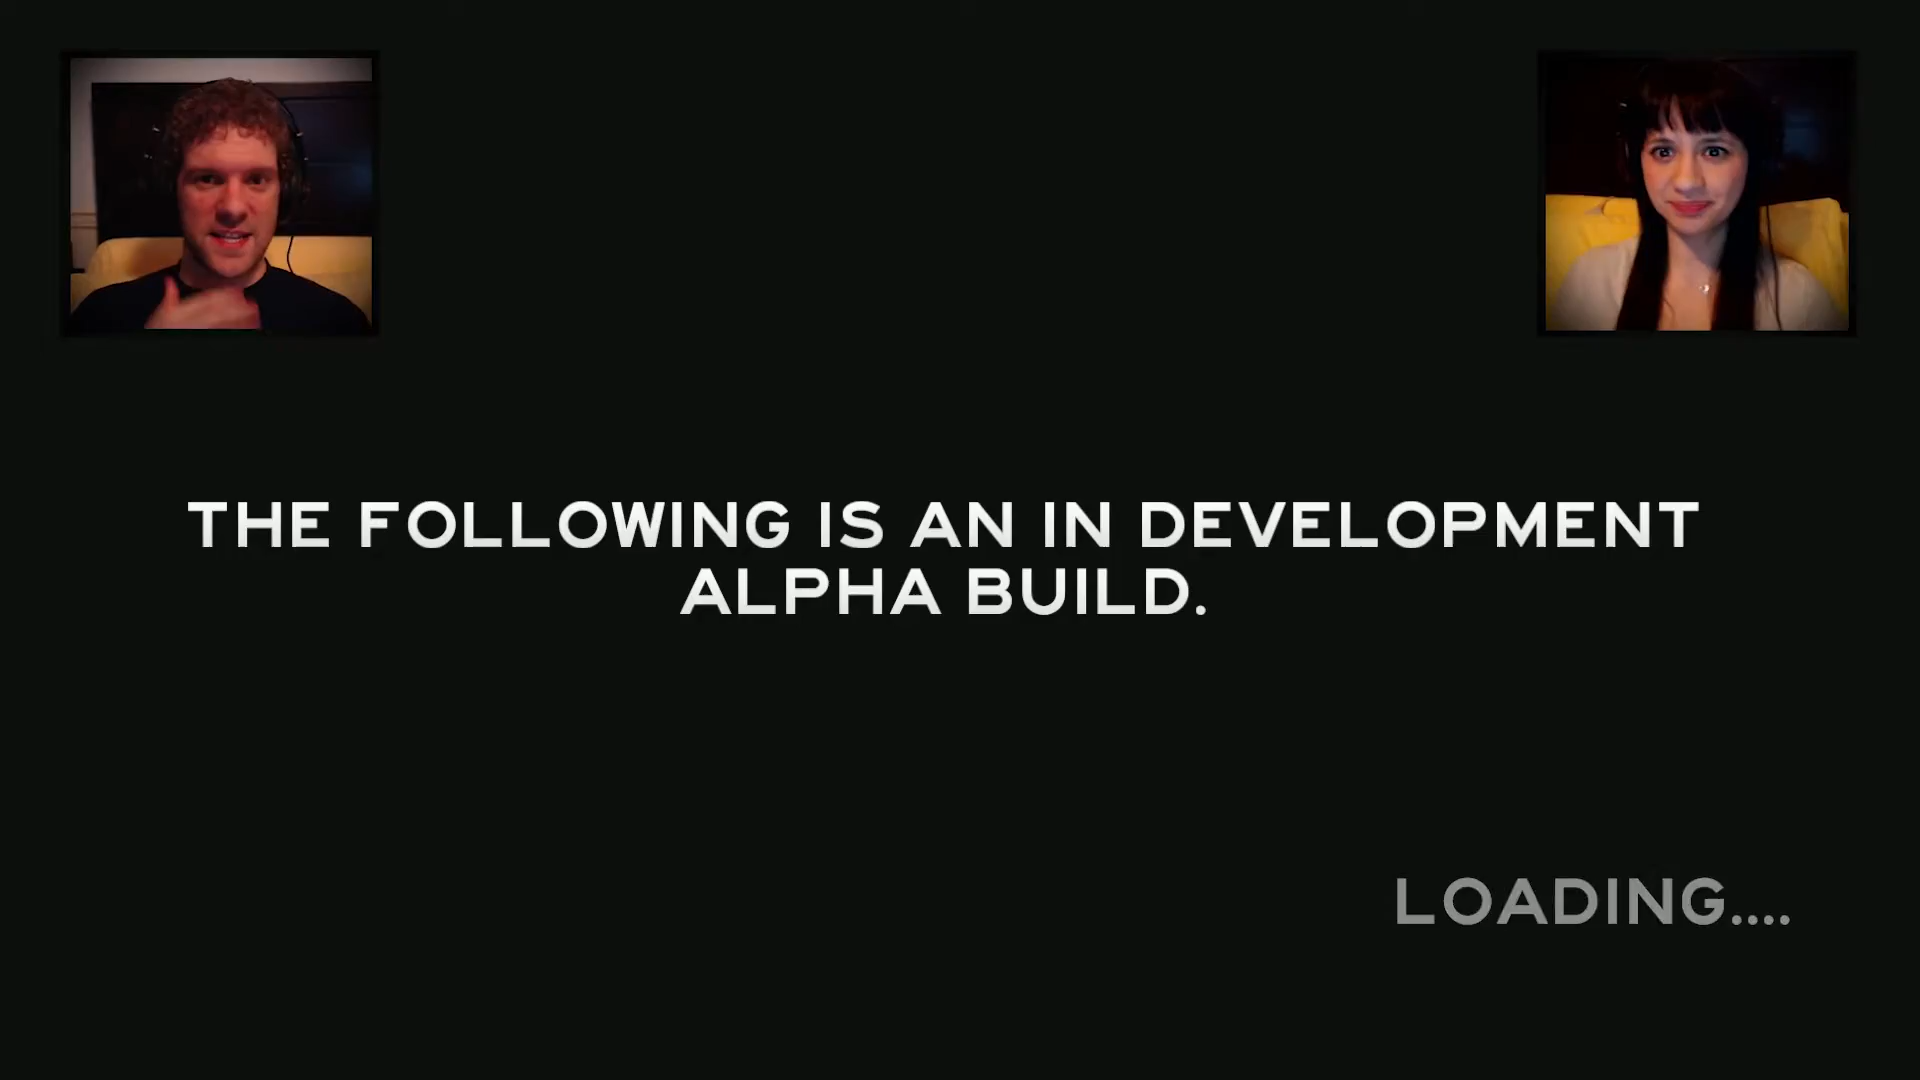 THE FOLLOWING IS AN IN DEVELOPMENT
ALPHA BUILD.
LOADING....